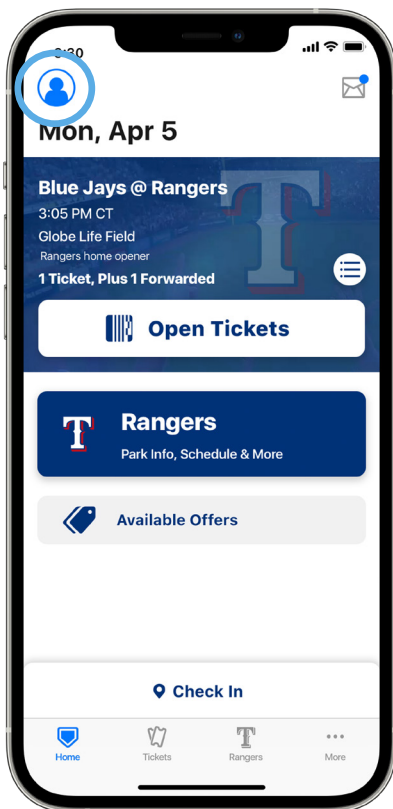 Mon, Apr 5
Blue Jays @ Rangers
3:05 PM CT
Globe Life Field
Rangers home opener
1 Ticket, Plus 1 Forwarded
Open Tickets
Rangers
Park Info, Schedule & More
Available Offers
Check In
Home
Tickets
Rangers
More